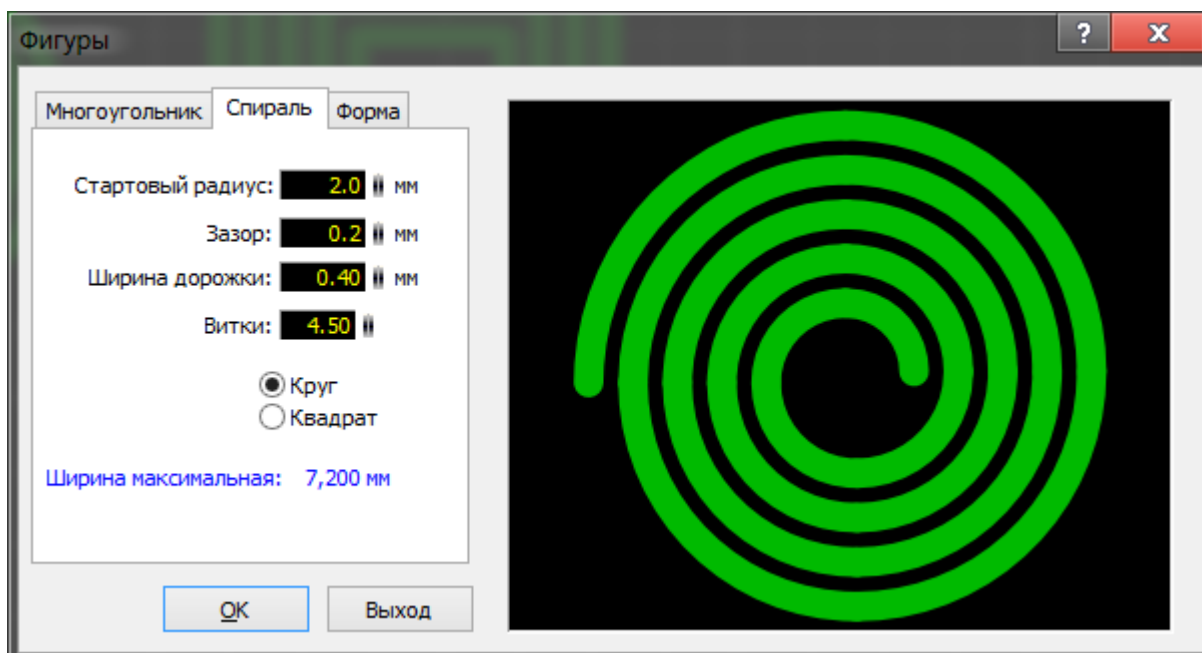 Фигуры ? x
Многоугольник Спираль Форма
Стартовый радиус: 2.0 мм
Зазор: 0.2 мм
Ширина дорожки: 0.40 мм
Витки: 4.50
Круг
Квадрат
Ширина максимальная: 7,200 мм
OK Выход